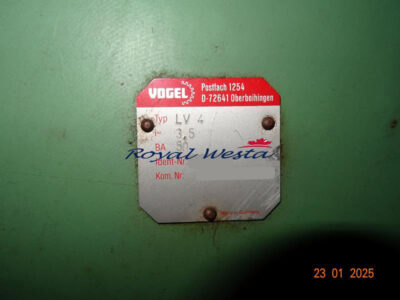 VOGEL
Postfach 1254
D-72641 Oberboihingen
Typ LV 4
i= 3,5
BA
Royal Westa
Ident-Nr.
Kom. Nr.
23 01 2025